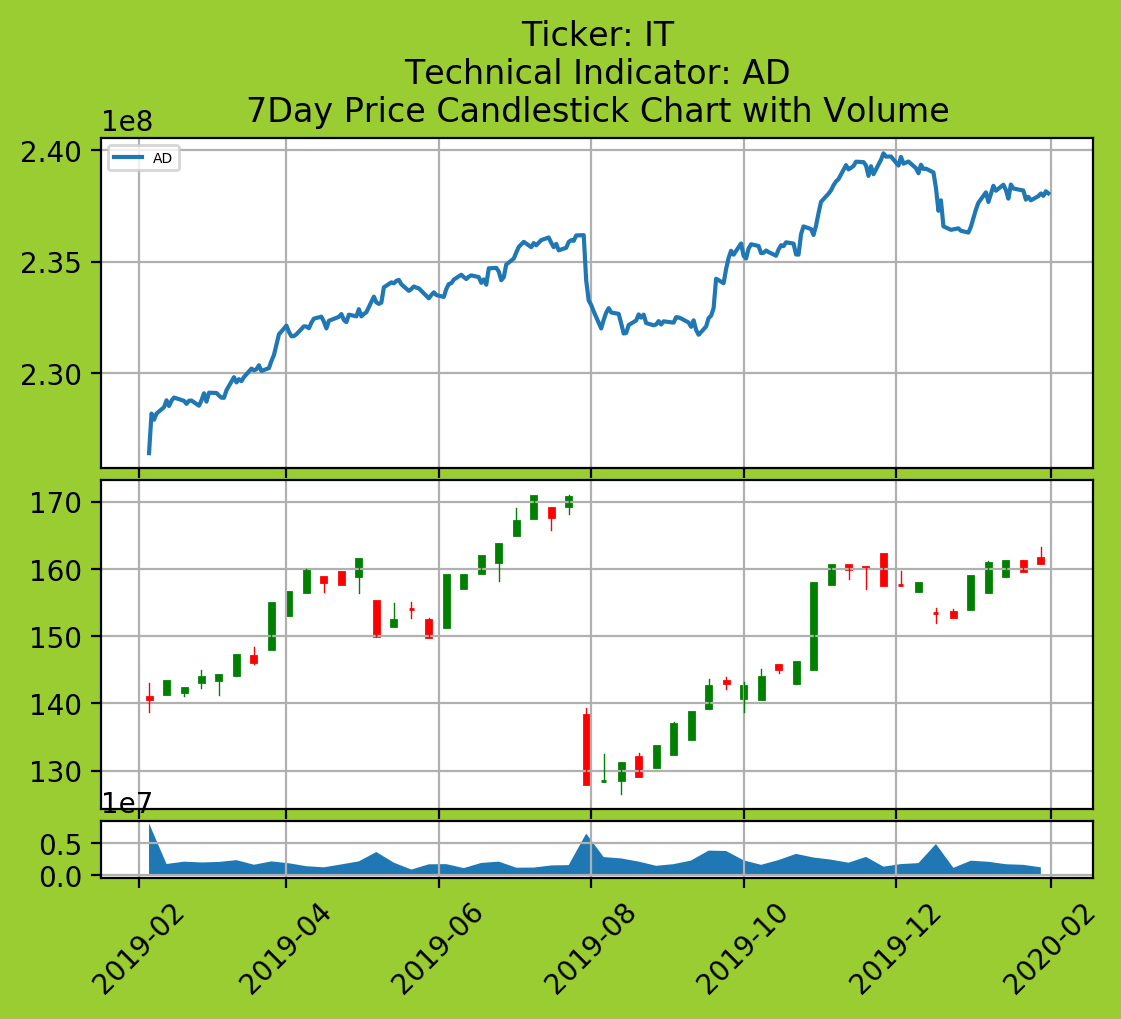 Ticker: IT
Technical Indicator: AD
7Day Price Candlestick Chart with Volume
1e8
AD
2.40
2.35
2.30
170
160
150
140
130
1e7
0.5
0.0
2019-02
2019-04
2019-06
2019-08
2019-10
2019-12
2020-02